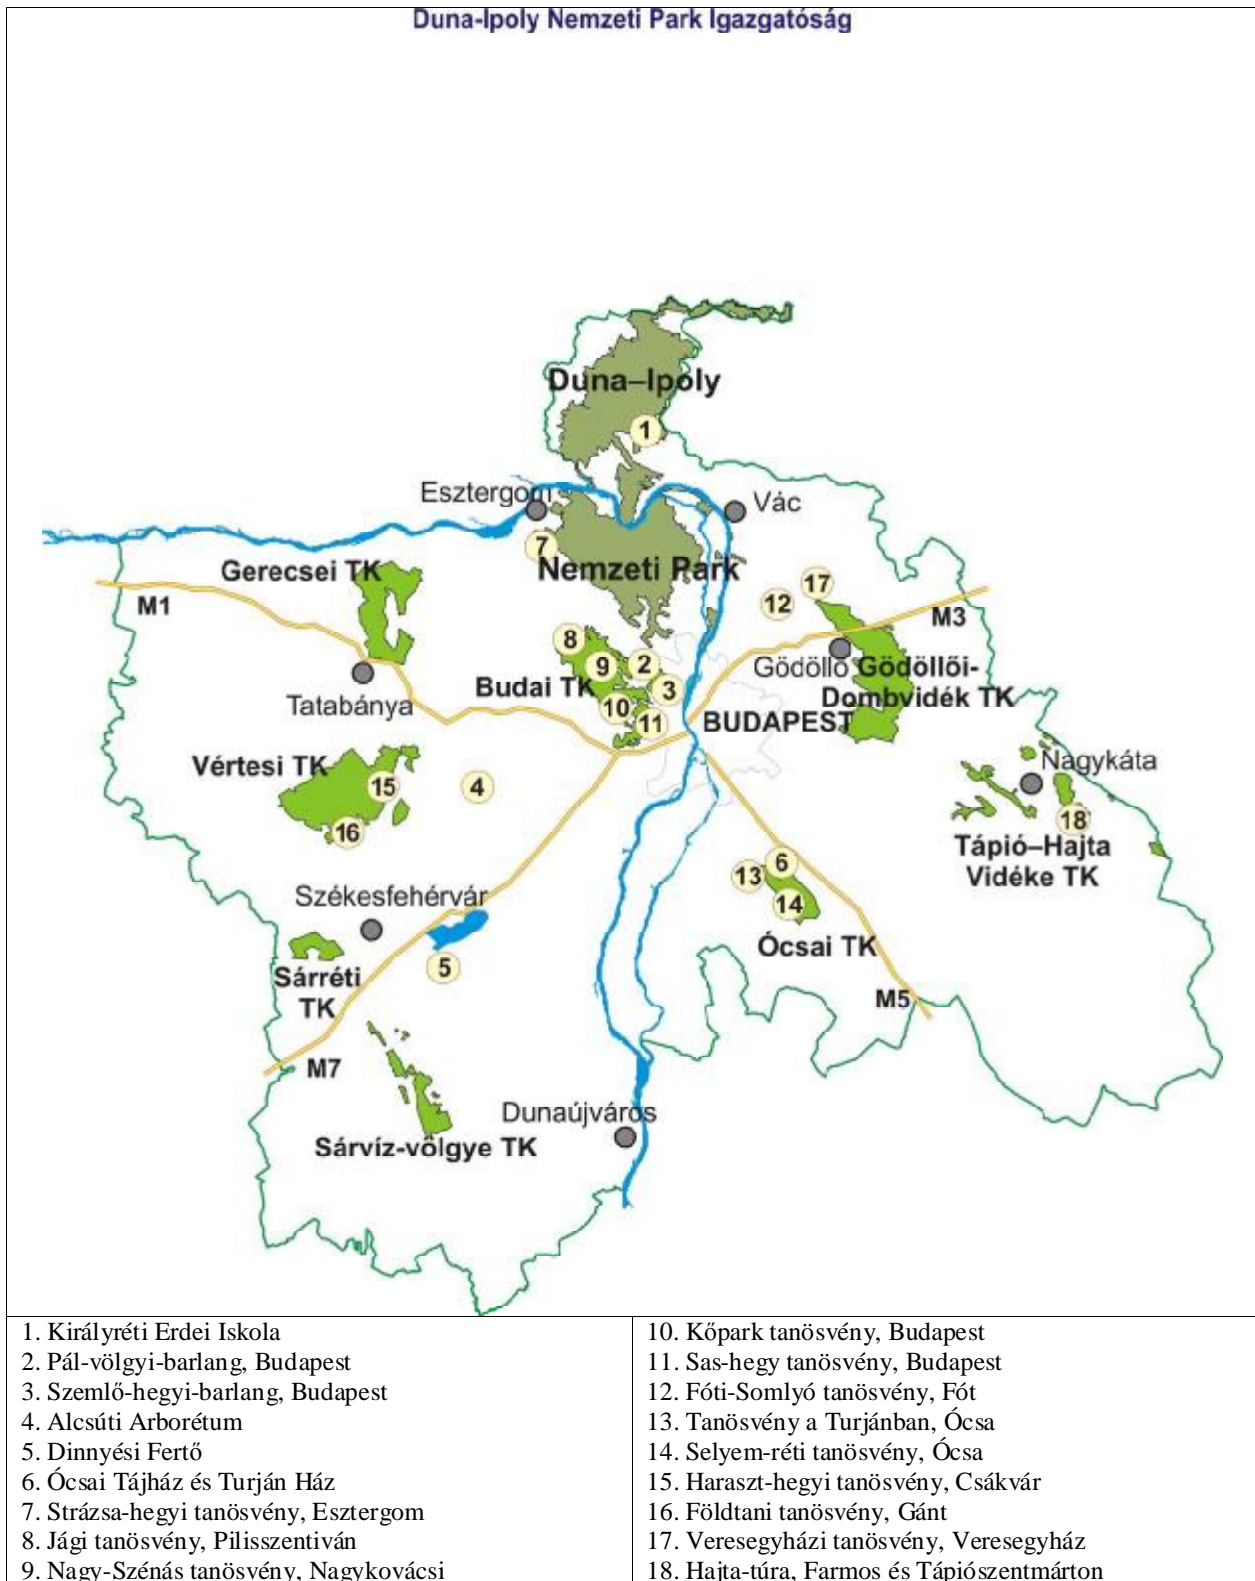 Duna-Ipoly Nemzeti Park Igazgatóság
Duna–Ipoly
1
Esztergom
Vác
7
Nemzeti Park
Gerecsei TK
17
12
M1
M3
8
9
2
Gödöllő
Gödöllői-
Dombvidék TK
Budai TK
3
10
11
BUDAPEST
Tatabánya
Vértesi TK
15
4
16
Nagykáta
18
Tápió–Hajta
Vidéke TK
6
13
14
Ócsai TK
Székesfehérvár
5
Sárréti
TK
M5
M7
Dunaújváros
Sárvíz-völgye TK
1. Királyréti Erdei Iskola
2. Pál-völgyi-barlang, Budapest
3. Szemlő-hegyi-barlang, Budapest
4. Alcsúti Arborétum
5. Dinnyési Fertő
6. Ócsai Tájház és Turján Ház
7. Strázsa-hegyi tanösvény, Esztergom
8. Jági tanösvény, Pilisszentiván
9. Nagy-Szénás tanösvény, Nagykovácsi
10. Kőpark tanösvény, Budapest
11. Sas-hegy tanösvény, Budapest
12. Fóti-Somlyó tanösvény, Fót
13. Tanösvény a Turjánban, Ócsa
14. Selyem-réti tanösvény, Ócsa
15. Haraszt-hegyi tanösvény, Csákvár
16. Földtani tanösvény, Gánt
17. Veresegyházi tanösvény, Veresegyház
18. Hajta-túra, Farmos és Tápiószentmárton